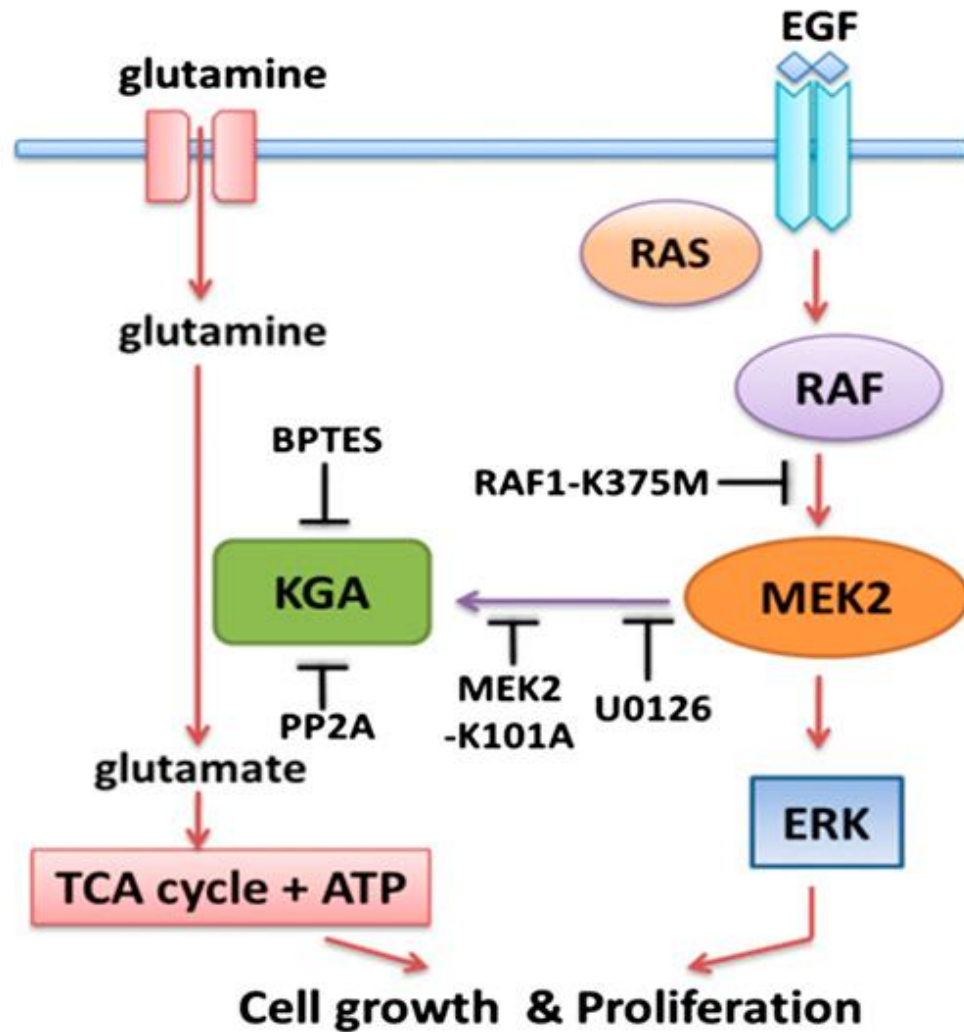 EGF
glutamine
RAS
glutamine
RAF
BPTES
RAF1-K375M
KGA
MEK2
MEK2
-K101A
U0126
PP2A
glutamate
ERK
TCA cycle + ATP
Cell growth & Proliferation